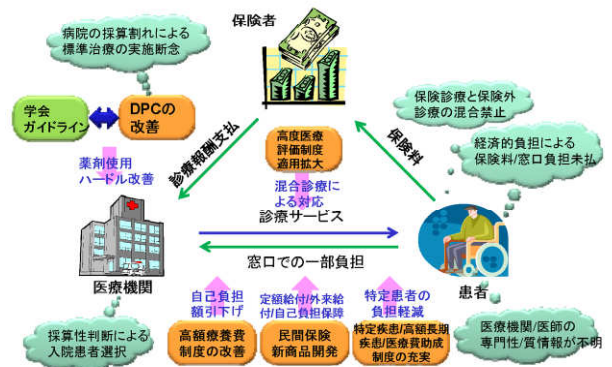 保険者
病院の採算割れによる
標準治療の実施断念
学会
ガイドライン
DPCの
改善
保険診療と保険外
診療の混合禁止
経済的負担による
保険料/窓口負担未払
薬剤使用
ハードル改善
診療報酬支払
高度医療
評価制度
適用拡大
保険料
混合診療に
よる対応
診療サービス
窓口での一部負担
医療機関
患者
自己負担
額引下げ
定額給付/外来給
付/自己負担保障
特定患者の
負担軽減
採算性判断による
入院患者選択
高額療養費
制度の改善
民間保険
新商品開発
特定疾患/高額長期
疾患/医療費助成
制度の充実
医療機関/医師の
専門性/質情報が不明